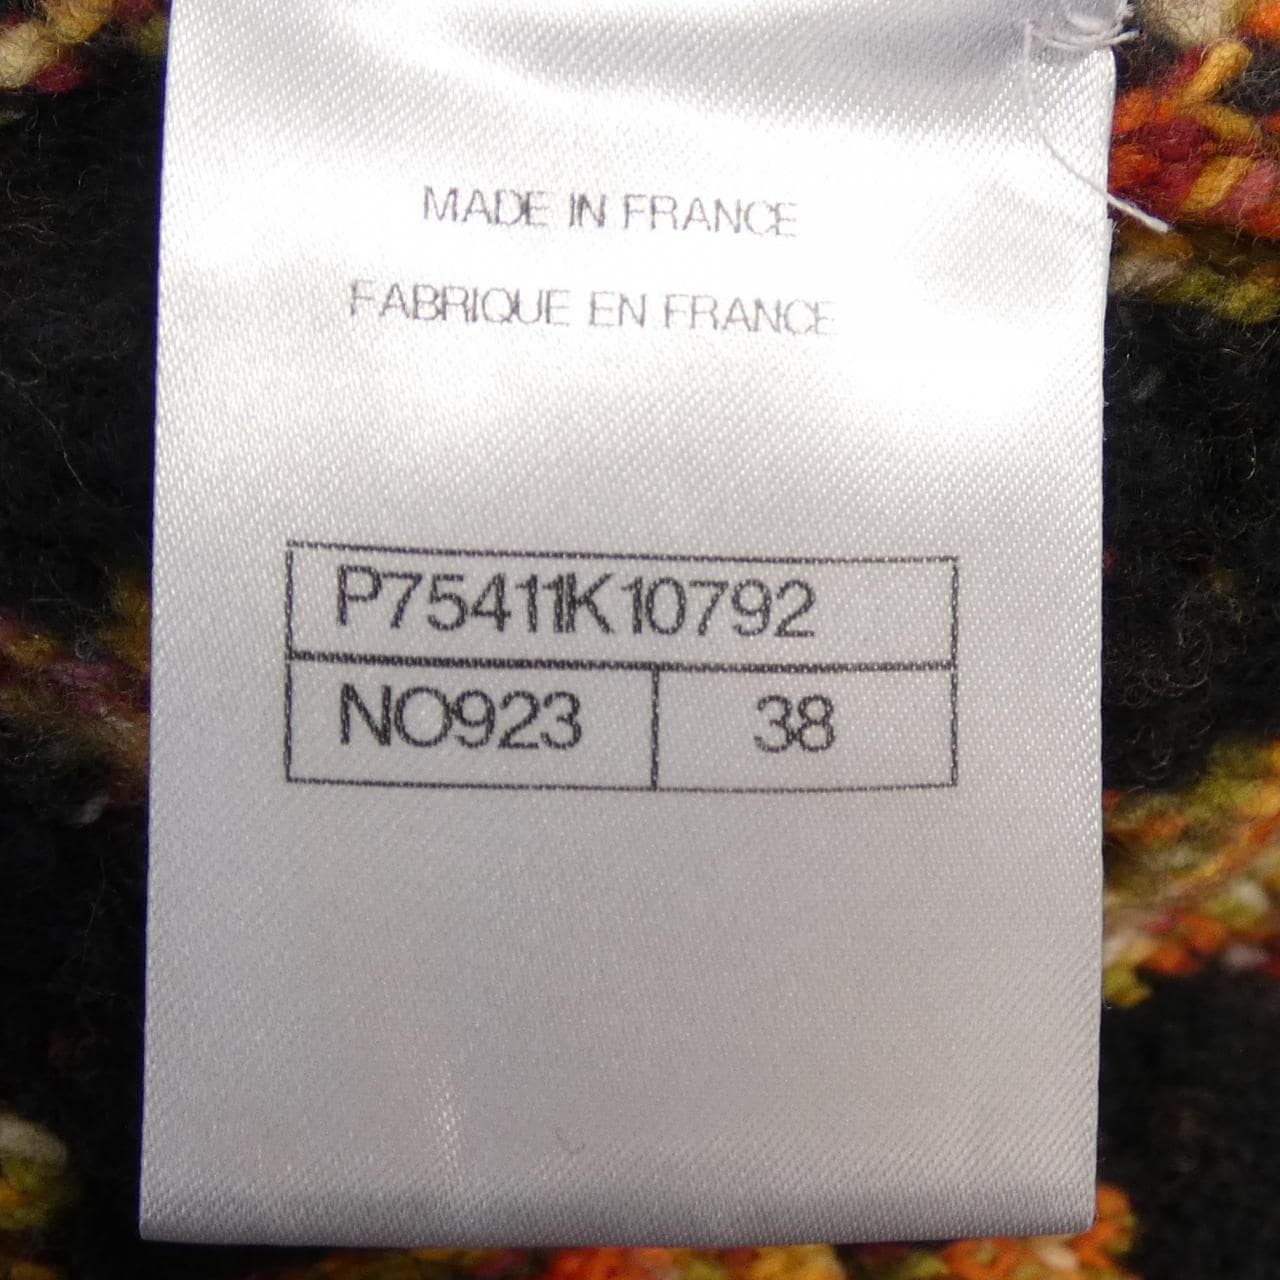 MADE IN FRANCE
FABRIQUE EN FRANCE
P75411K10792
NO923 38